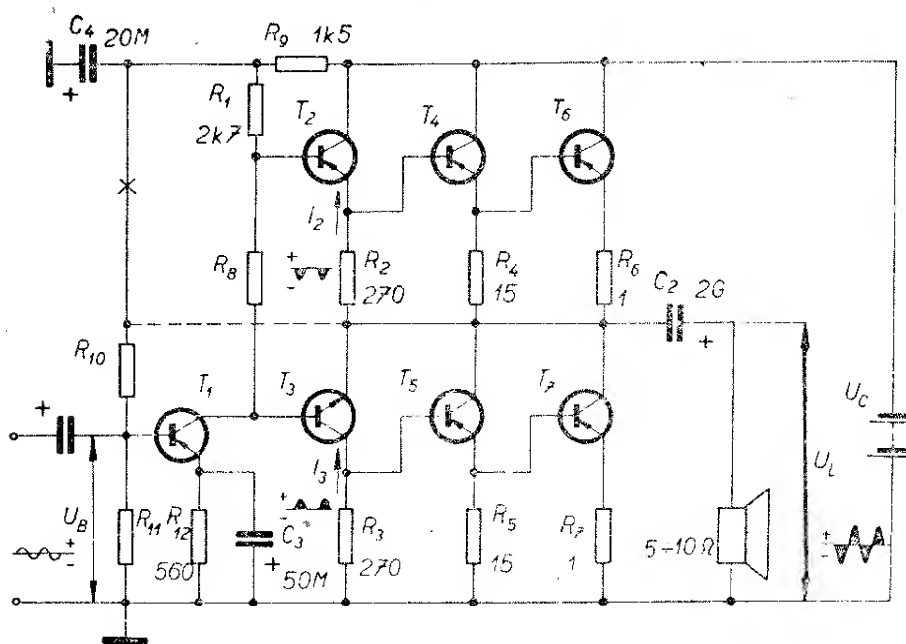 C4 20M
R9 1k5
R1 2k7
T2
T4
T6
I2
R8
R2 270
R4 15
R6 1
C2 2G
R10
T1
T3
T5
T7
UC
UL
I3
UB
R11
R12 560
C3 50M
R3 270
R5 15
R7 1
5÷10Ω